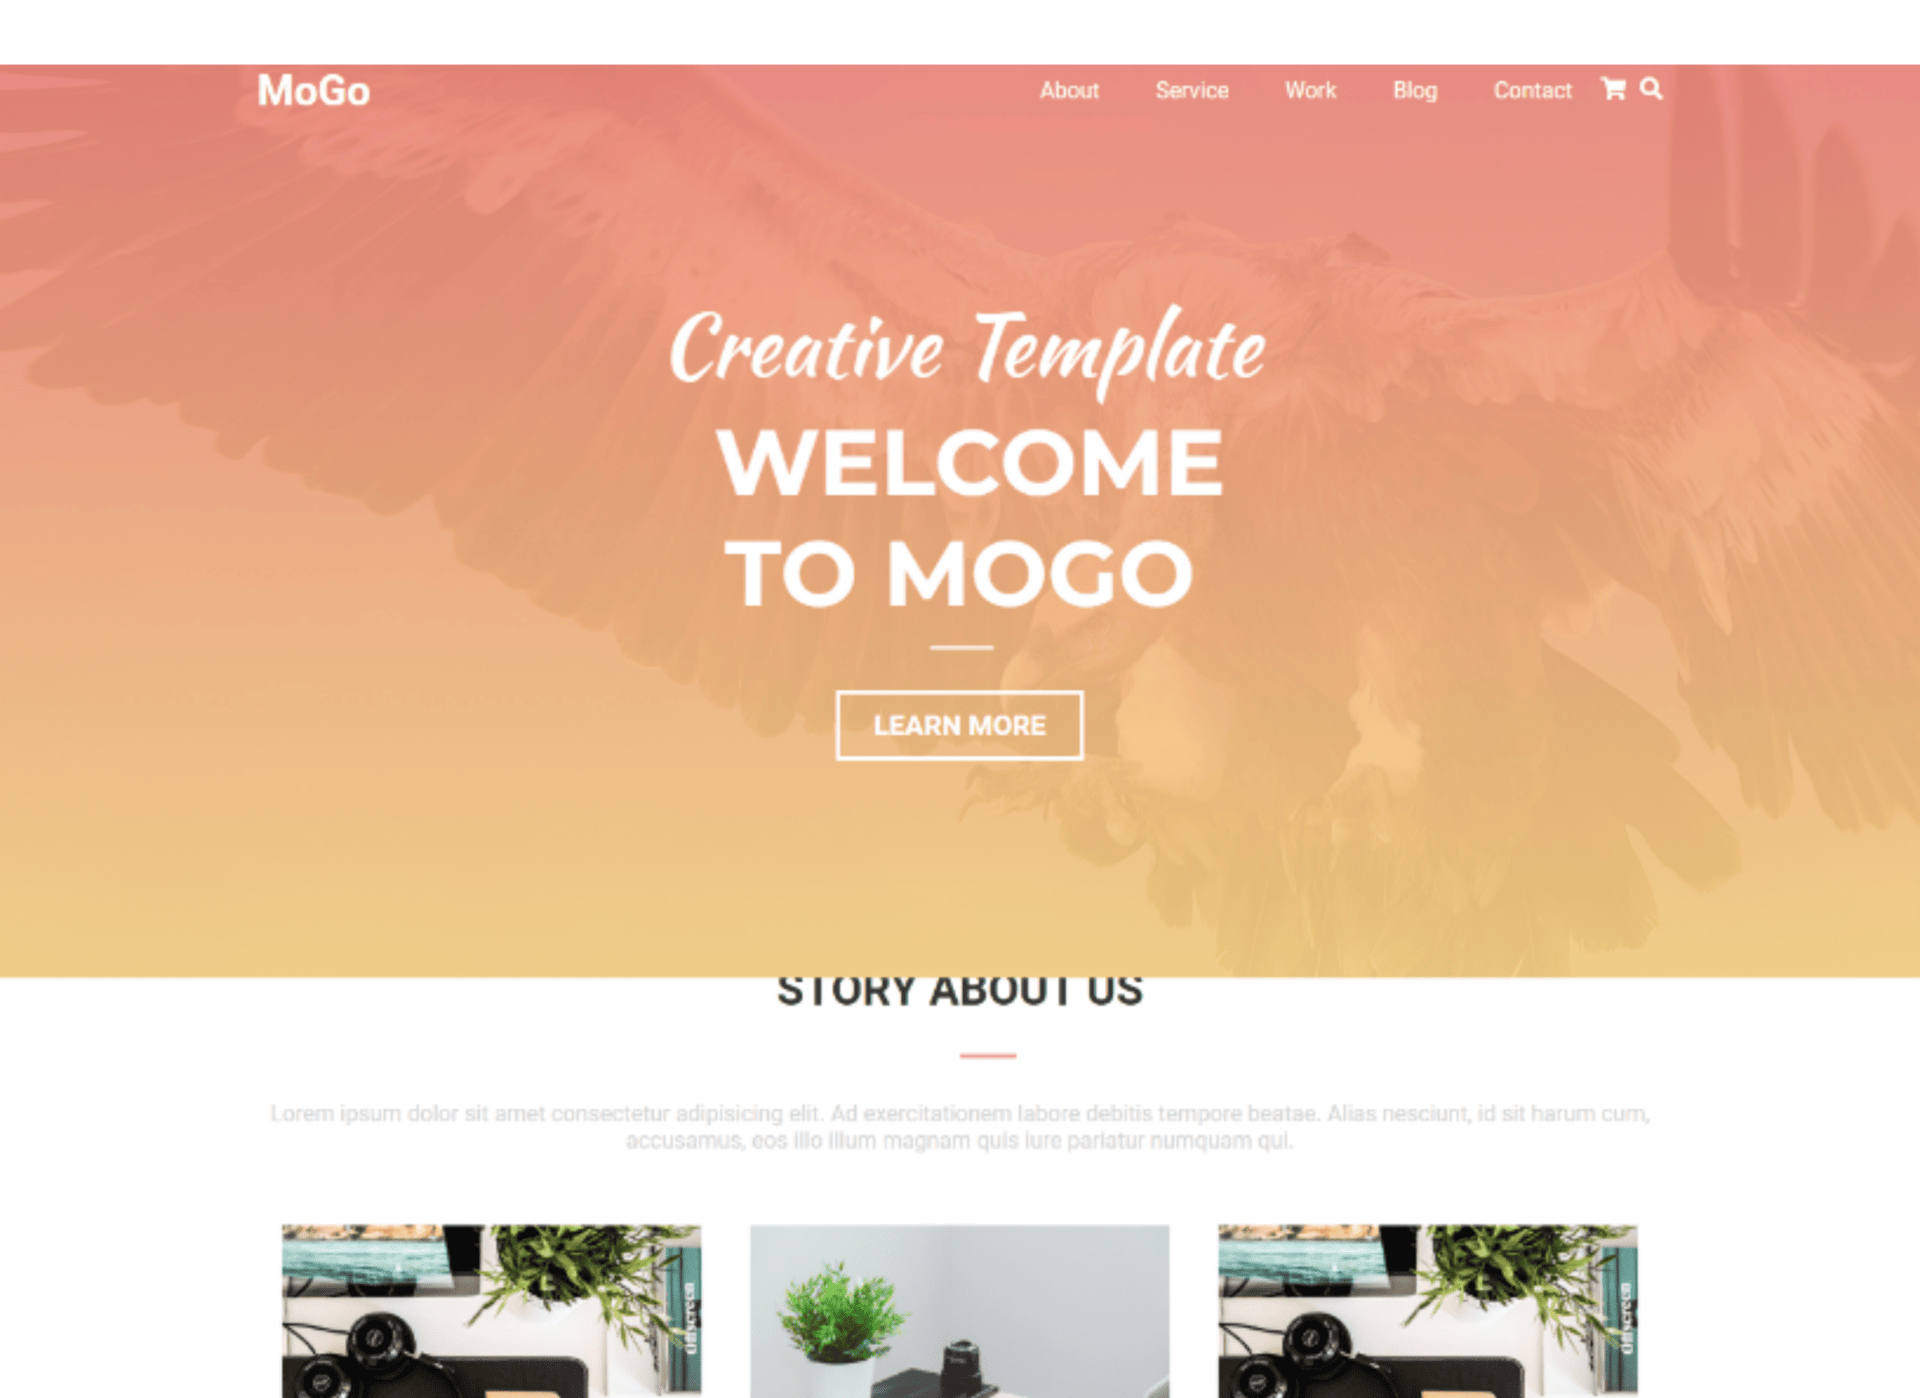 MoGo
About Service Work Blog Contact
Creative Template
WELCOME
TO MOGO
LEARN MORE
STORY ABOUT US
Lorem ipsum dolor sit amet consectetur adipisicing elit. Ad exercitationem labore debitis tempore beatae. Alias nesciunt, id sit harum cum,
accusamus, eos illo illum magnam quis iure pariatur numquam qui.
Offscreen
Offscreen